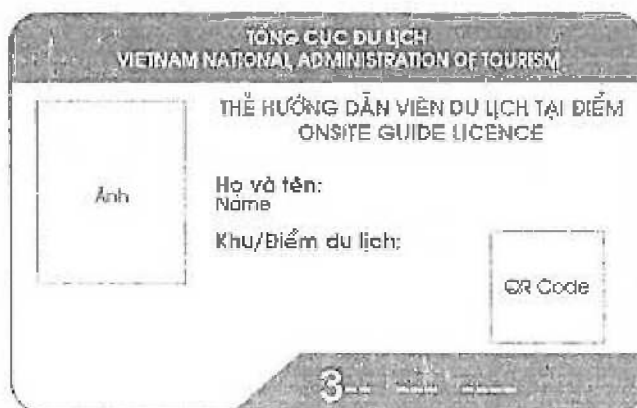 TỔNG CỤC DU LỊCH
VIETNAM NATIONAL ADMINISTRATION OF TOURISM
THẺ HƯỚNG DẪN VIÊN DU LỊCH TẠI ĐIỂM
ONSITE GUIDE LICENCE
Ảnh
Họ và tên:
Name
Khu/Điểm du lịch:
QR Code
3-- --- ----